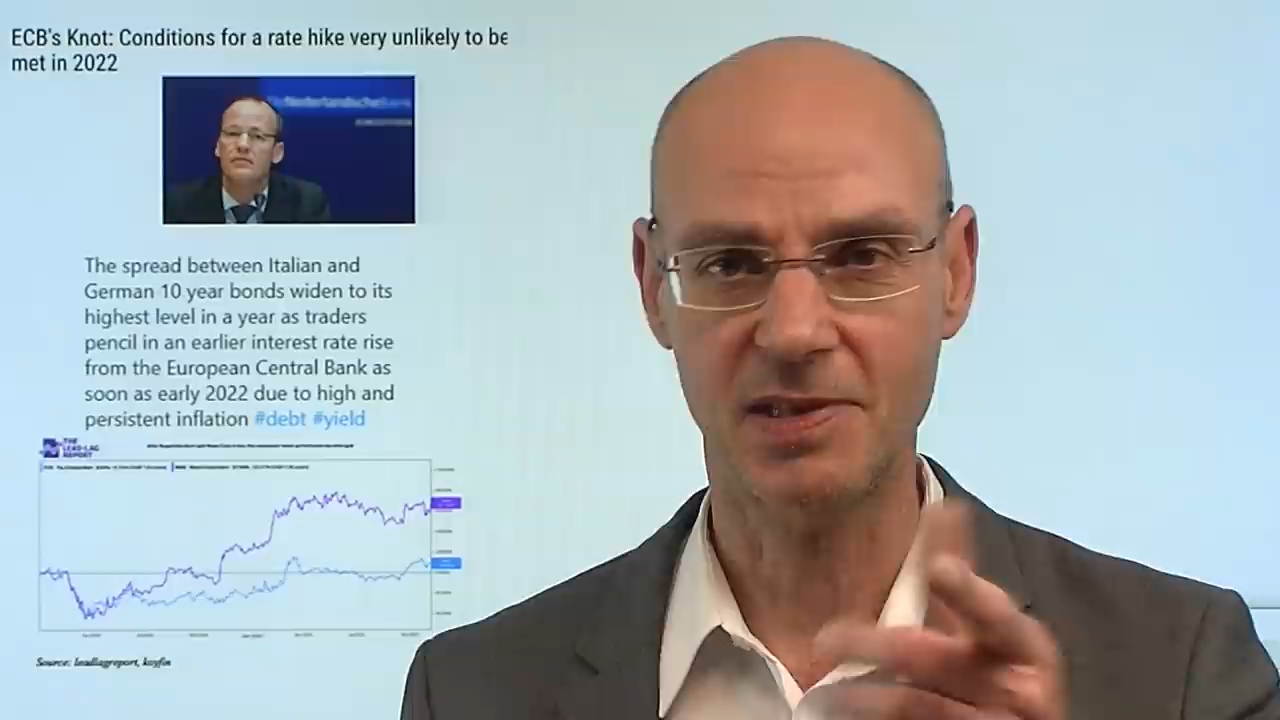 ECB's Knot: Conditions for a rate hike very unlikely to be
met in 2022
The spread between Italian and
German 10 year bonds widen to its
highest level in a year as traders
pencil in an earlier interest rate rise
from the European Central Bank as
soon as early 2022 due to high and
persistent inflation #debt #yield
THE
LEAD-LAG
REPORT
Source: leadlagreport, koyfin